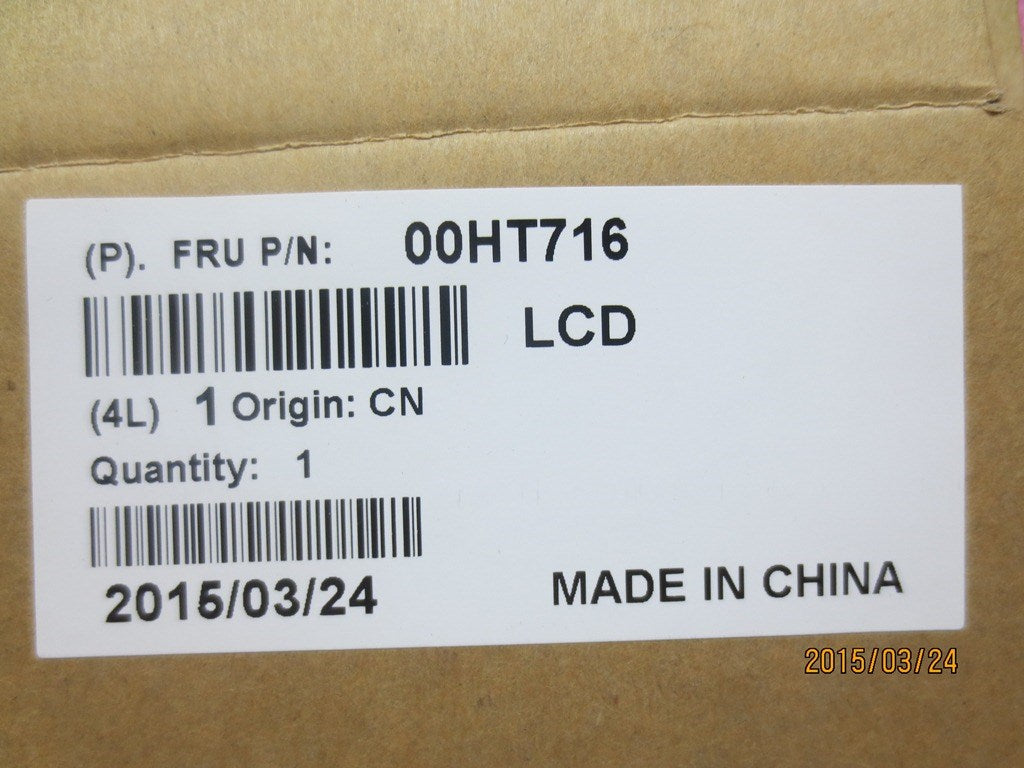 (P). FRU P/N: 00HT716
LCD
(4L) 1 Origin: CN
Quantity: 1
2015/03/24
MADE IN CHINA
2015/03/24